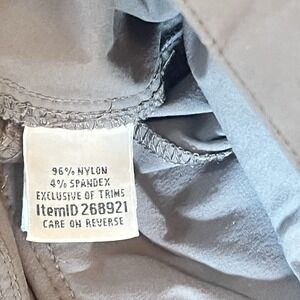 96% NYLON
4% SPANDEX
EXCLUSIVE OF TRIMS
ItemID 268921
CARE ON REVERSE